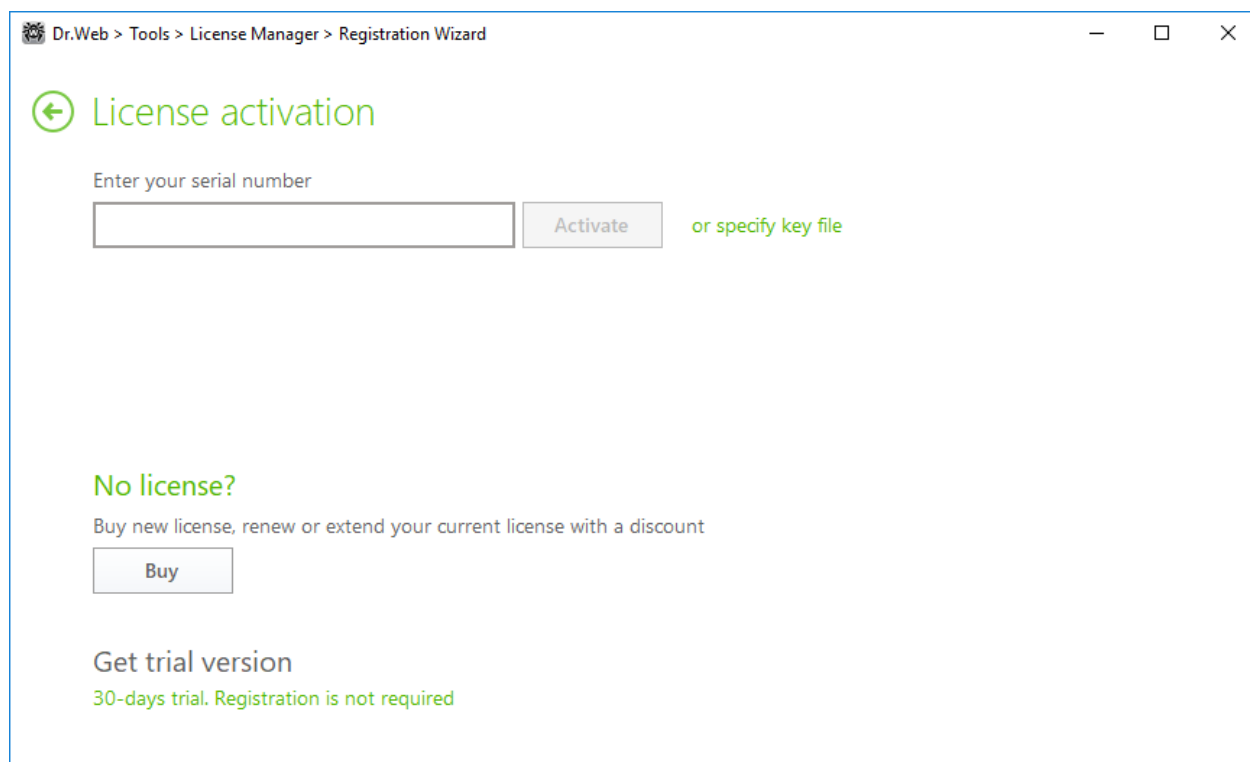 Dr.Web > Tools > License Manager > Registration Wizard
License activation
Enter your serial number
Activate
or specify key file
No license?
Buy new license, renew or extend your current license with a discount
Buy
Get trial version
30-days trial. Registration is not required